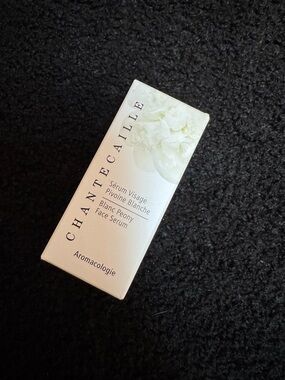 CHANTECAILLE
Sérum Visage
Pivoine Blanche
Blanc Peony
Face Serum
Aromacologie